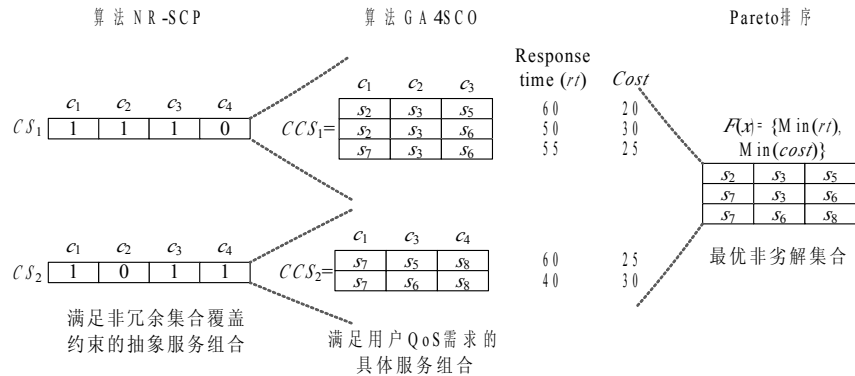 算法NR-SCP
算法GA4SCO
Pareto排序
Response time (rt)
Cost
c1 c2 c3 c4
CS1 1 1 1 0
c1 c2 c3
CCS1=
s2 s3 s5 60 20
s2 s3 s6 50 30
s7 s3 s6 55 25
F(x)= {Min(rt),
Min(cost)}
s2 s3 s5
s7 s3 s6
s7 s6 s8
最优非劣解集合
c1 c2 c3 c4
CS2 1 0 1 1
c1 c3 c4
CCS2=
s7 s5 s8 60 25
s7 s6 s8 40 30
满足非冗余集合覆盖
约束的抽象服务组合
满足用户QoS需求的
具体服务组合